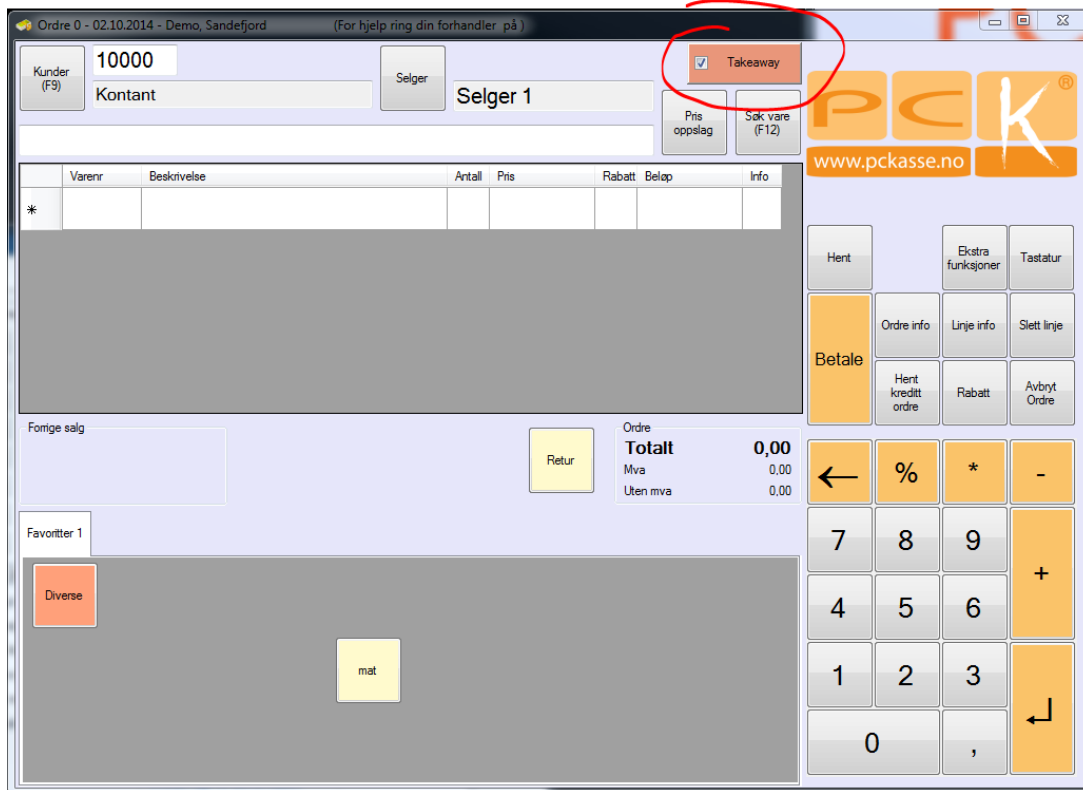 Ordre 0 - 02.10.2014 - Demo, Sandefjord (For hjelp ring din forhandler på )
Kunder
(F9)
10000
Kontant
Selger
Selger 1
Takeaway
Pris
oppslag
Søk vare
(F12)
PCK®
www.pckasse.no
Varenr Beskrivelse Antall Pris Rabatt Beløp Info
*
Hent
Ekstra
funksjoner
Tastatur
Betale
Ordre info
Linje info
Slett linje
Hent
kreditt
ordre
Rabatt
Avbryt
Ordre
Forrige salg
Retur
Ordre
Totalt 0,00
Mva 0,00
Uten mva 0,00
← % * -
7 8 9
+
4 5 6
1 2 3
0 ,
Favoritter 1
Diverse
mat